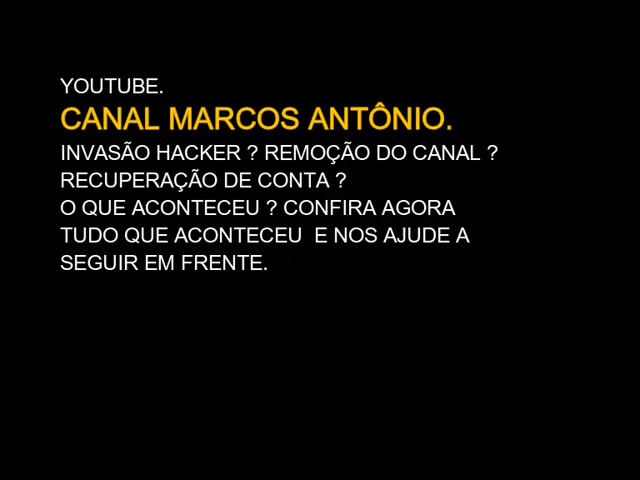 YOUTUBE.
CANAL MARCOS ANTÔNIO.
INVASÃO HACKER ? REMOÇÃO DO CANAL ?
RECUPERAÇÃO DE CONTA ?
O QUE ACONTECEU ? CONFIRA AGORA
TUDO QUE ACONTECEU  E NOS AJUDE A
SEGUIR EM FRENTE.